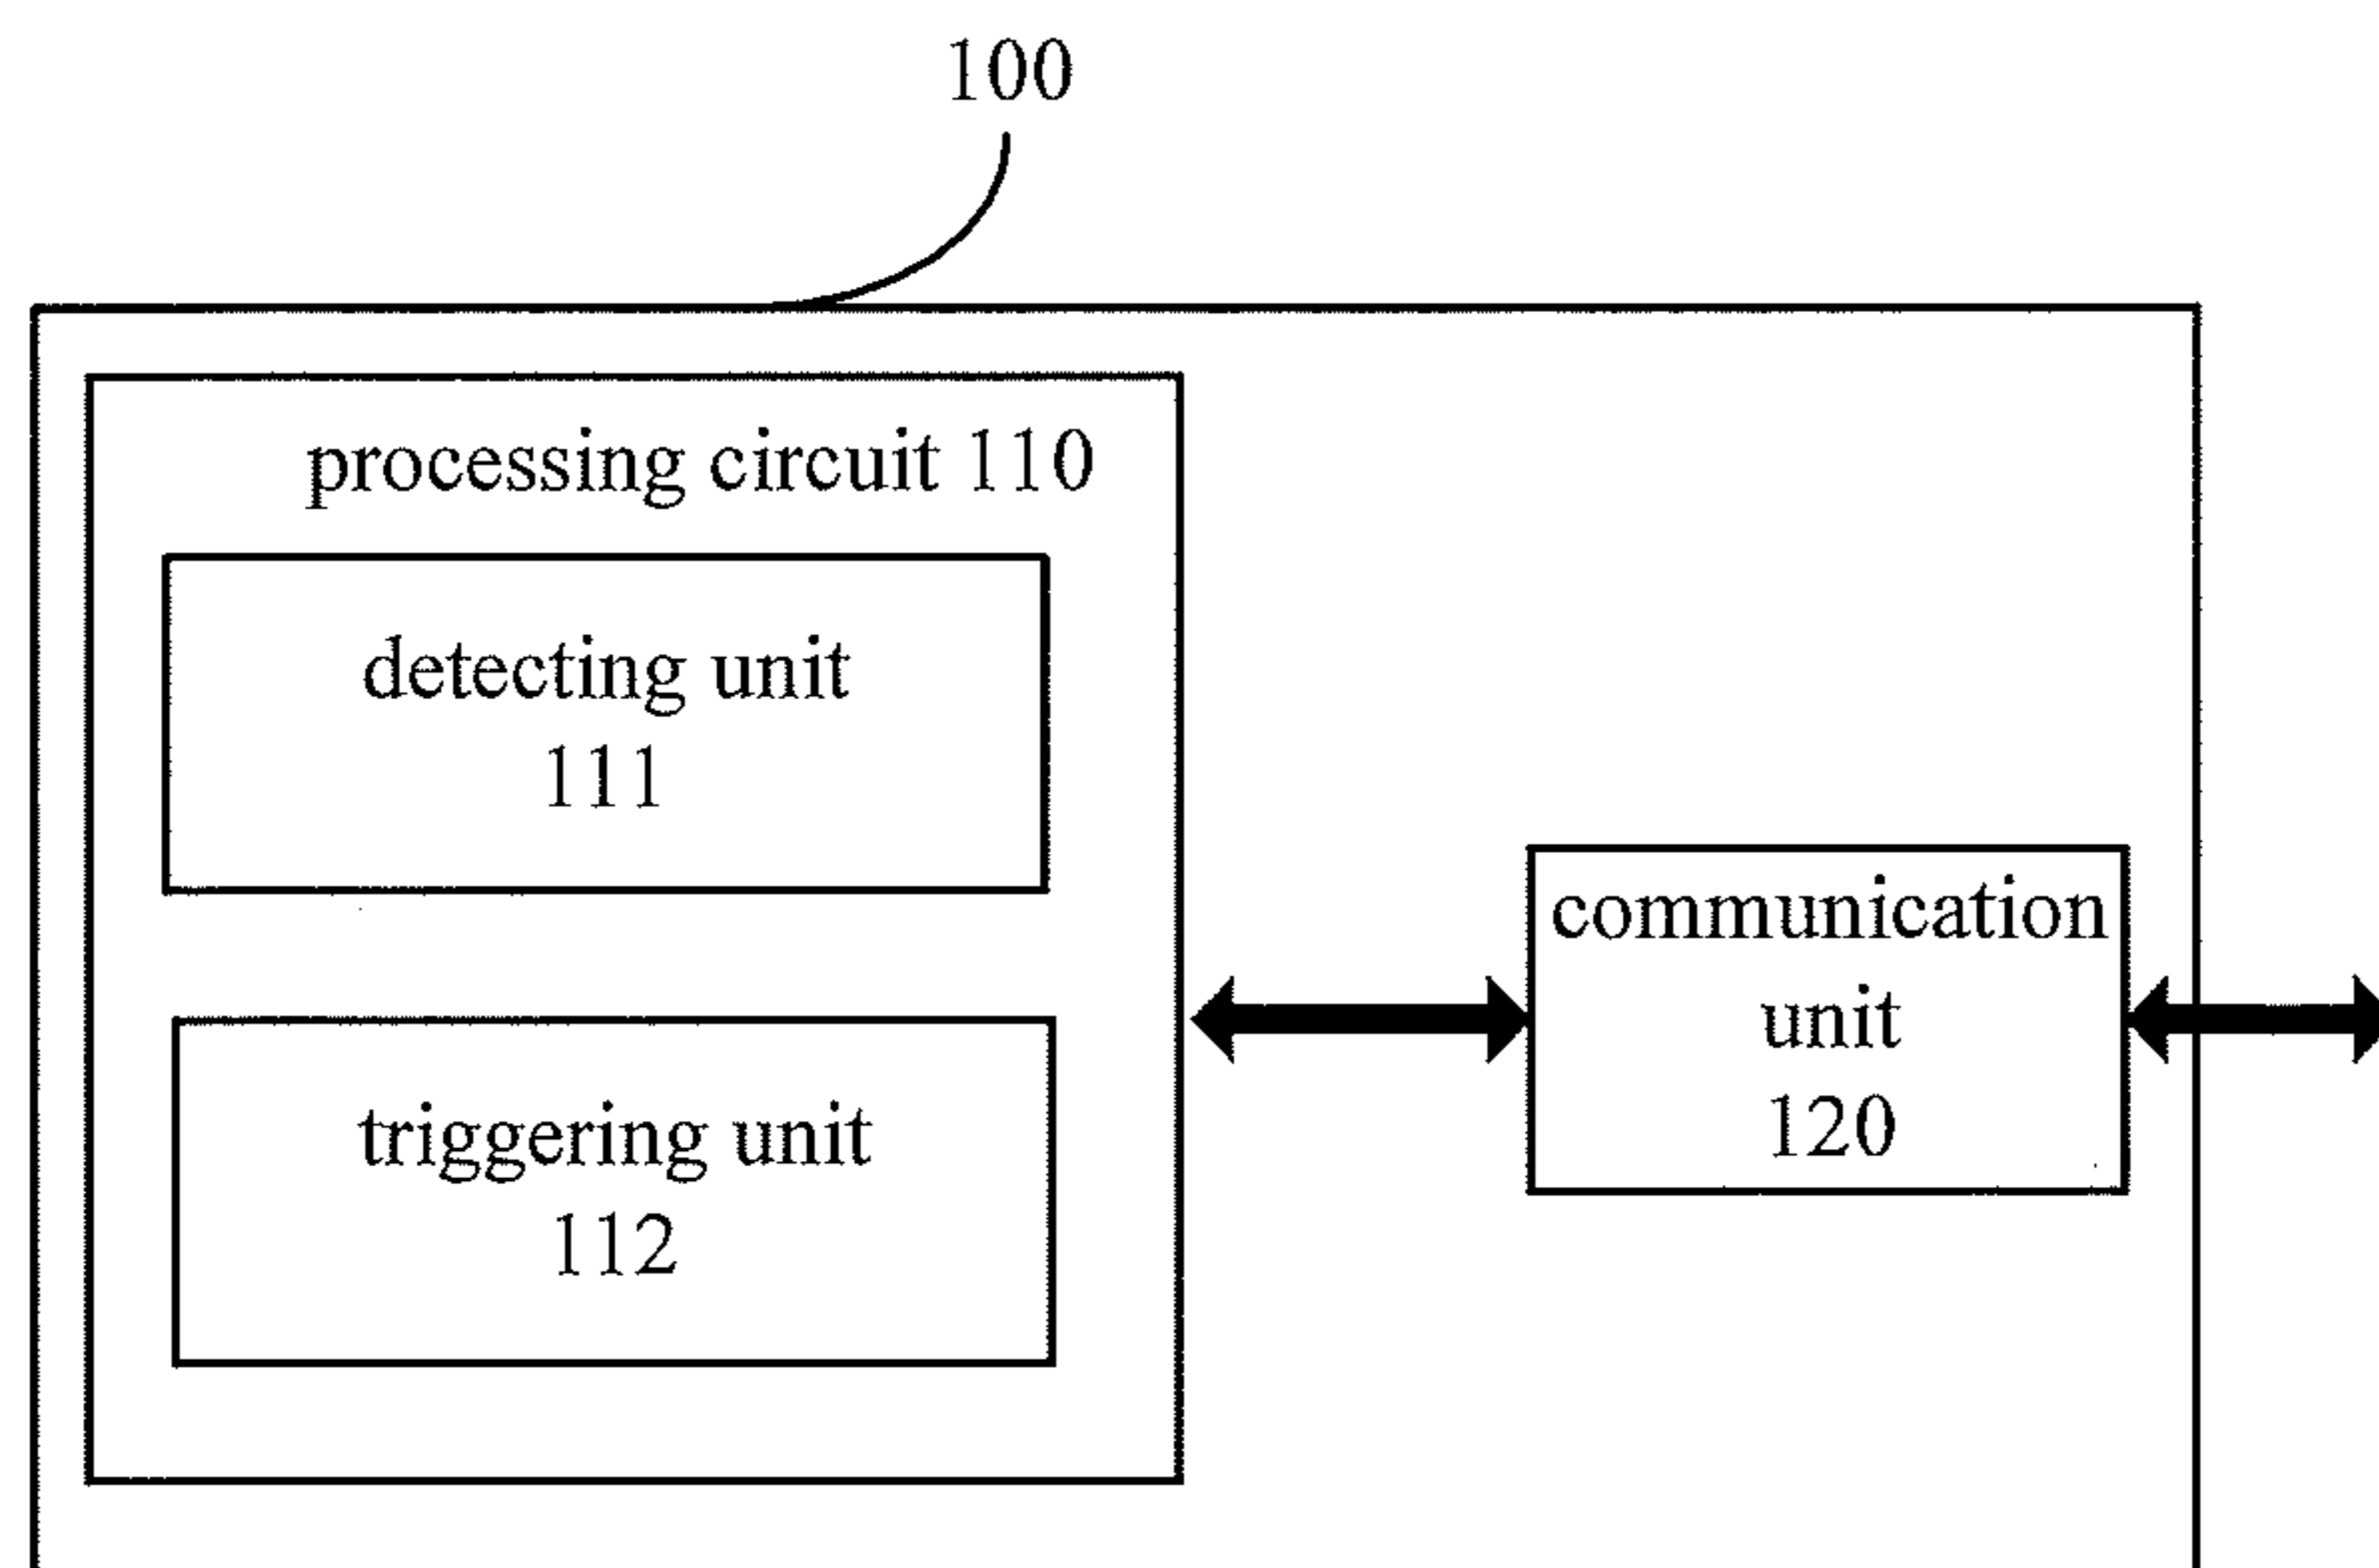 100
processing circuit 110
detecting unit
111
communication
unit
120
triggering unit
112